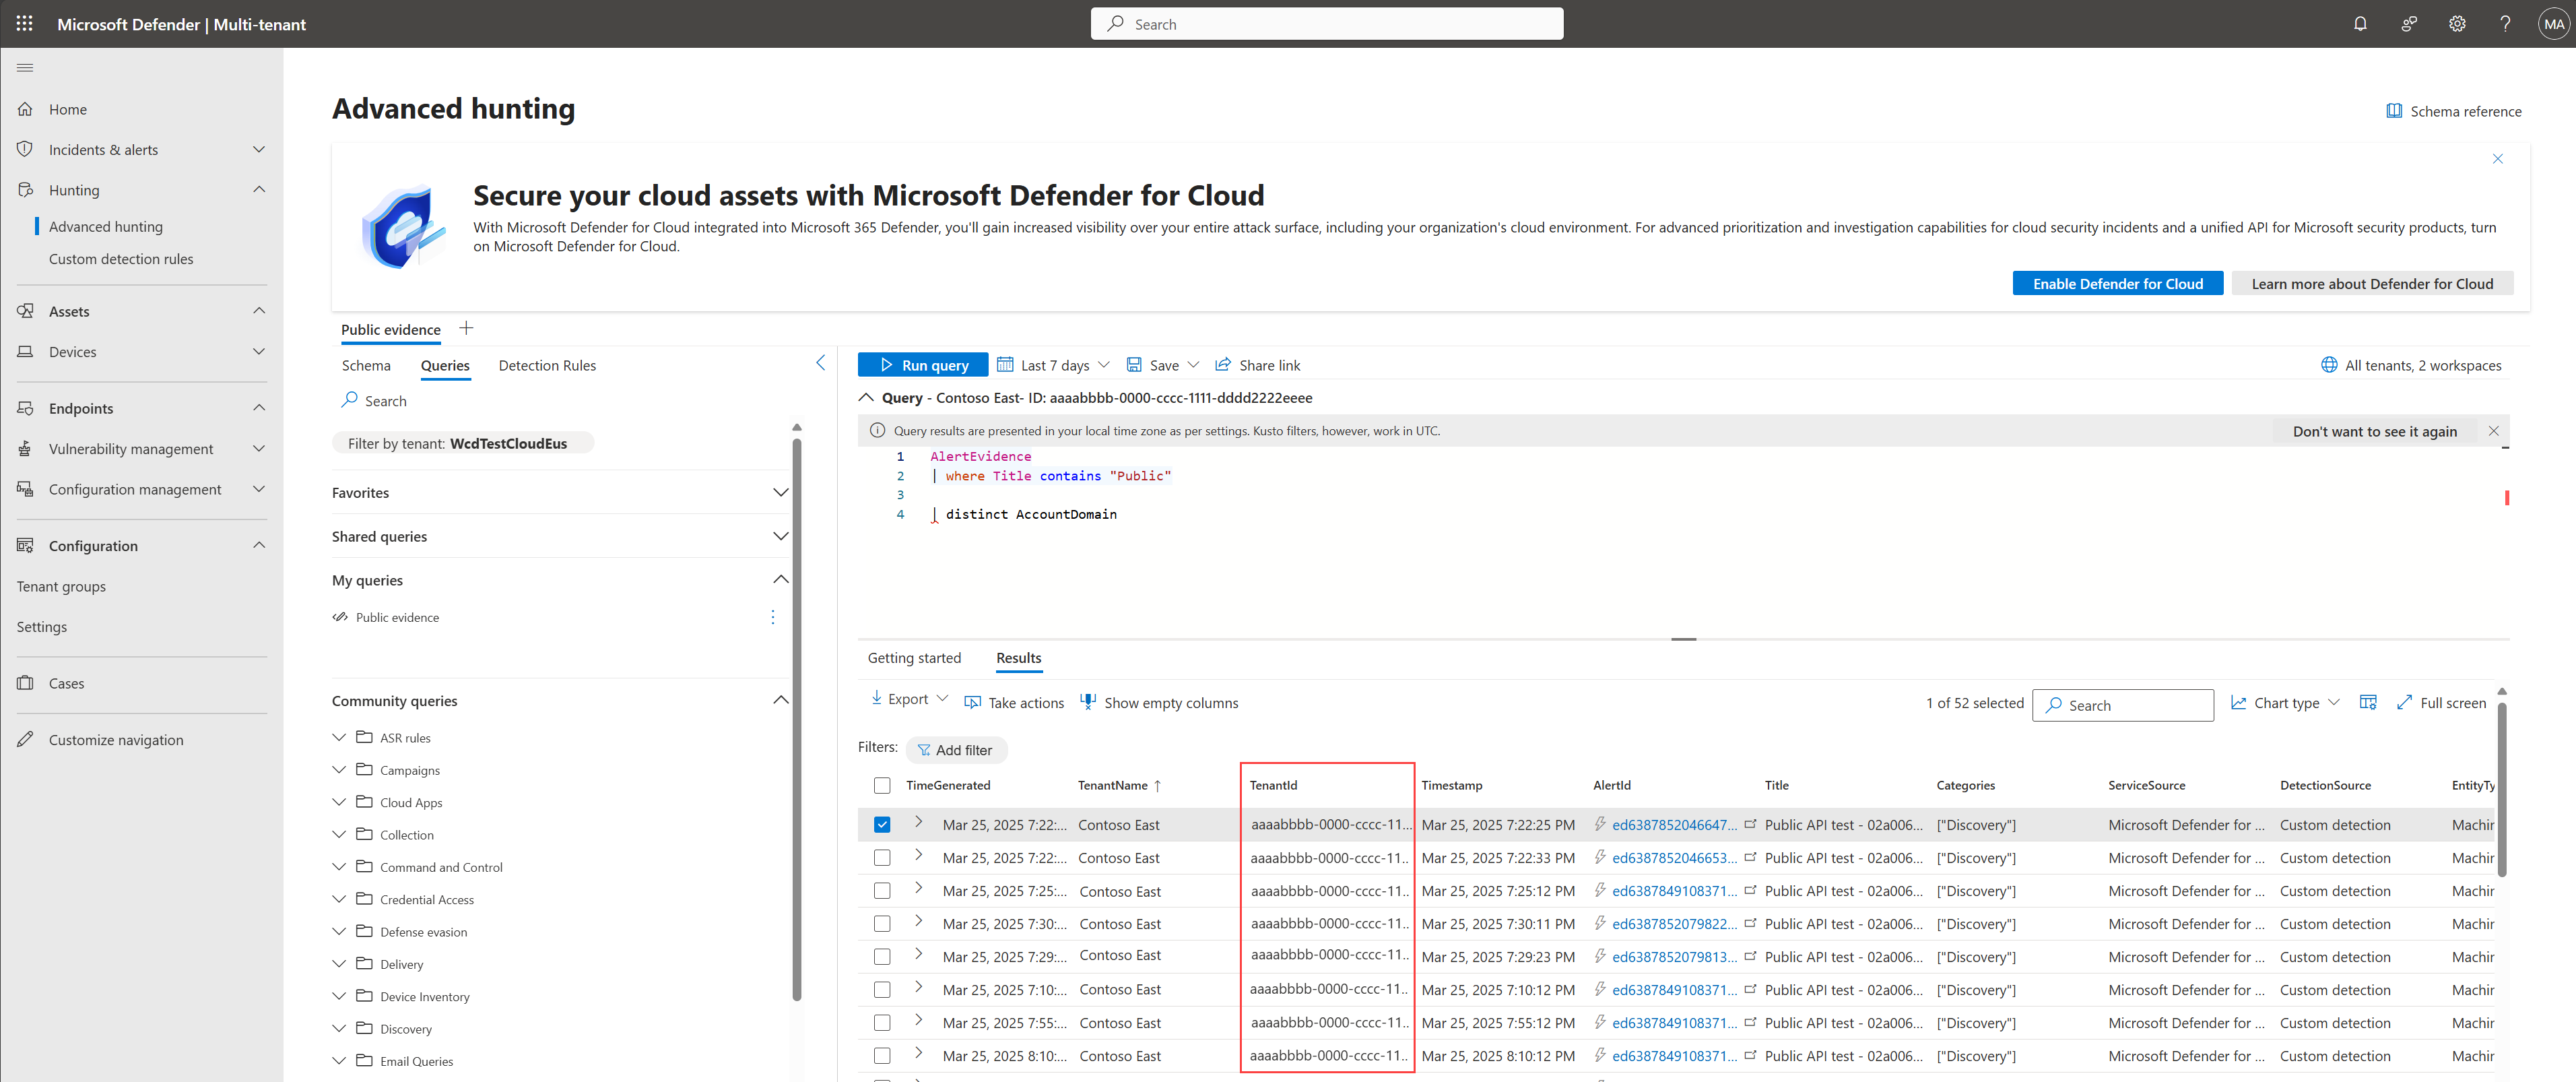 Microsoft Defender | Multi-tenant
Search
MA
Home
Incidents & alerts
Hunting
Advanced hunting
Custom detection rules
Assets
Devices
Endpoints
Vulnerability management
Configuration management
Configuration
Tenant groups
Settings
Cases
Customize navigation
Advanced hunting
Schema reference
Secure your cloud assets with Microsoft Defender for Cloud
With Microsoft Defender for Cloud integrated into Microsoft 365 Defender, you'll gain increased visibility over your entire attack surface, including your organization's cloud environment. For advanced prioritization and investigation capabilities for cloud security incidents and a unified API for Microsoft security products, turn
on Microsoft Defender for Cloud.
Enable Defender for Cloud
Learn more about Defender for Cloud
Public evidence
Schema Queries Detection Rules
Search
Filter by tenant: WcdTestCloudEus
Favorites
Shared queries
My queries
Public evidence
Community queries
ASR rules
Campaigns
Cloud Apps
Collection
Command and Control
Credential Access
Defense evasion
Delivery
Device Inventory
Discovery
Email Queries
Run query Last 7 days Save Share link All tenants, 2 workspaces
Query - Contoso East- ID: aaaabbbb-0000-cccc-1111-dddd2222eeee
Query results are presented in your local time zone as per settings. Kusto filters, however, work in UTC. Don't want to see it again
1 AlertEvidence
2 | where Title contains "Public"
3
4 | distinct AccountDomain
Getting started Results
Export Take actions Show empty columns 1 of 52 selected Search Chart type Full screen
Filters: Add filter
TimeGenerated TenantName ↑ TenantId Timestamp AlertId Title Categories ServiceSource DetectionSource EntityTy
Mar 25, 2025 7:22:... Contoso East aaaabbbb-0000-cccc-11... Mar 25, 2025 7:22:25 PM ed6387852046647... Public API test - 02a006... ["Discovery"] Microsoft Defender for ... Custom detection Machir
Mar 25, 2025 7:22:... Contoso East aaaabbbb-0000-cccc-11.. Mar 25, 2025 7:22:33 PM ed6387852046653... Public API test - 02a006... ["Discovery"] Microsoft Defender for ... Custom detection Machir
Mar 25, 2025 7:25:... Contoso East aaaabbbb-0000-cccc-11.. Mar 25, 2025 7:25:12 PM ed6387849108371... Public API test - 02a006... ["Discovery"] Microsoft Defender for ... Custom detection Machir
Mar 25, 2025 7:30:... Contoso East aaaabbbb-0000-cccc-11.. Mar 25, 2025 7:30:11 PM ed6387852079822... Public API test - 02a006... ["Discovery"] Microsoft Defender for ... Custom detection Machir
Mar 25, 2025 7:29:... Contoso East aaaabbbb-0000-cccc-11.. Mar 25, 2025 7:29:23 PM ed6387852079813... Public API test - 02a006... ["Discovery"] Microsoft Defender for ... Custom detection Machir
Mar 25, 2025 7:10:... Contoso East aaaabbbb-0000-cccc-11.. Mar 25, 2025 7:10:12 PM ed6387849108371... Public API test - 02a006... ["Discovery"] Microsoft Defender for ... Custom detection Machir
Mar 25, 2025 7:55:... Contoso East aaaabbbb-0000-cccc-11.. Mar 25, 2025 7:55:12 PM ed6387849108371... Public API test - 02a006... ["Discovery"] Microsoft Defender for ... Custom detection Machir
Mar 25, 2025 8:10:... Contoso East aaaabbbb-0000-cccc-11.. Mar 25, 2025 8:10:12 PM ed6387849108371... Public API test - 02a006... ["Discovery"] Microsoft Defender for ... Custom detection Machir